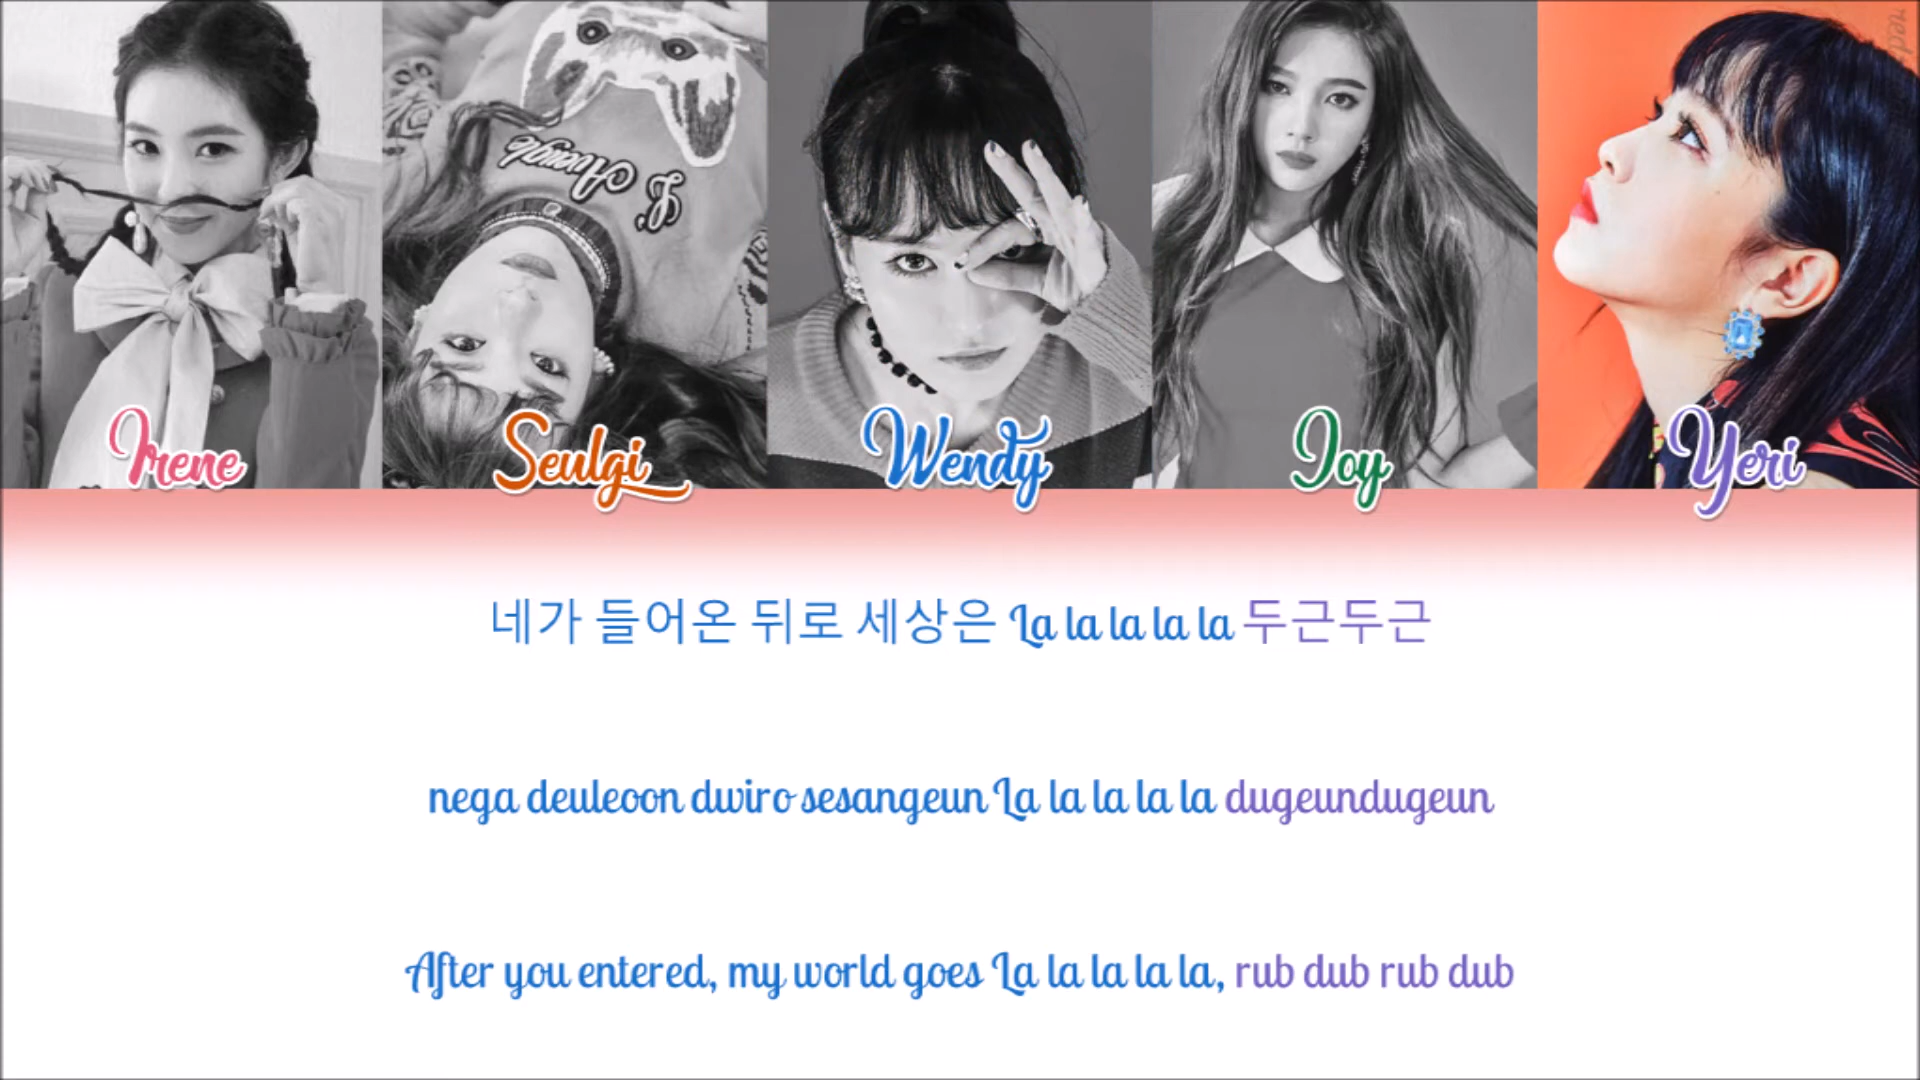 J. Avengle
Irene
Seulgi
Wendy
Joy
Yeri
네가 들어온 뒤로 세상은 La la la la la 두근두근
nega deuleoon dwiro sesangeun La la la la la dugeundugeun
After you entered, my world goes La la la la la, rub dub rub dub